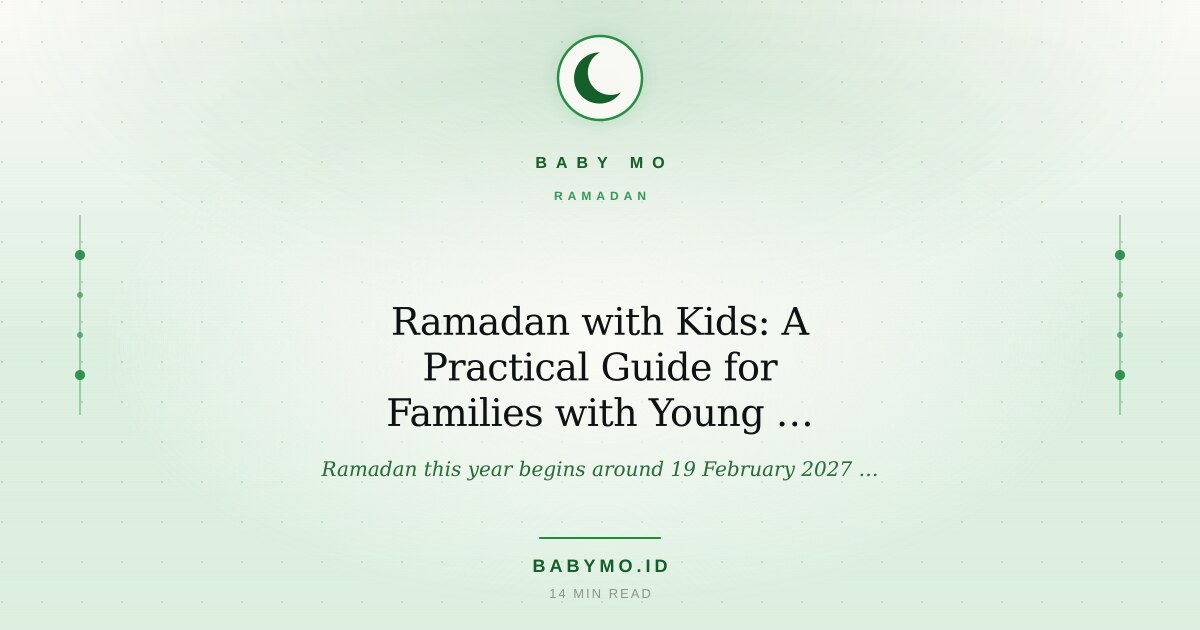 BABY MO
RAMADAN
Ramadan with Kids: A
Practical Guide for
Families with Young ...
Ramadan this year begins around 19 February 2027 ...
BABYMO.ID
14 MIN READ